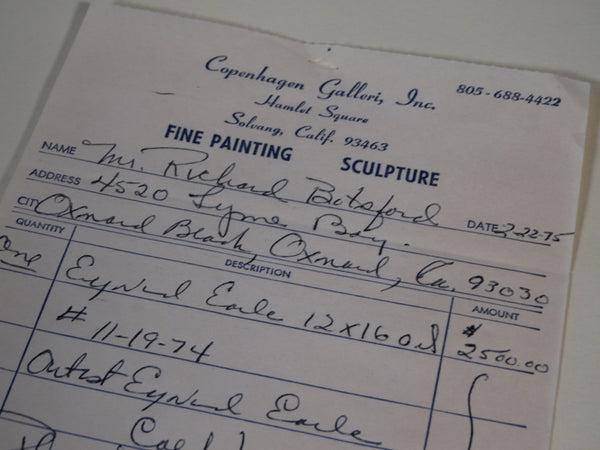 Copenhagen Galleri, Inc. 805-688-4422
Hamlet Square
Solvang, Calif. 93463
FINE PAINTING SCULPTURE
NAME Mr. Richard Botsford DATE 2-22-75
ADDRESS 4520 Lyme Bay.
CITY Oxnard Beach, Oxnard, Ca. 93030
QUANTITY DESCRIPTION AMOUNT
One Eyvind Earle 12x16 oil $2500.00
# 11-19-74
Artist Eyvind Earle